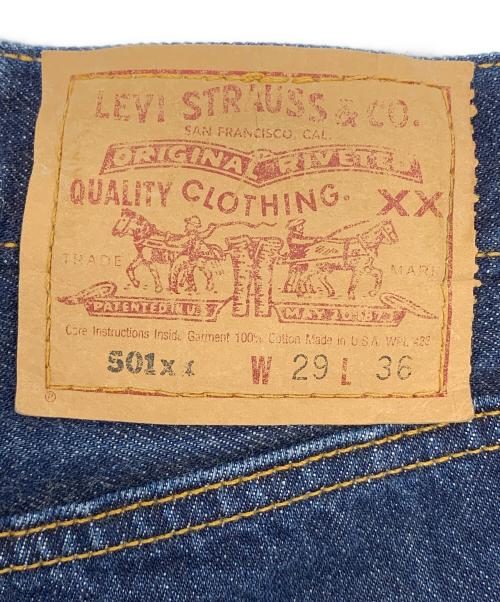 LEVI STRAUSS & CO.
SAN FRANCISCO, CAL.
ORIGINAL RIVETED
QUALITY CLOTHING. XX
TRADE MARK
PATENTED IN U.S. MAY 20 1873
Care Instructions Inside Garment 100% Cotton Made in U.S.A. WPL 423
501xx W 29 L 36
®